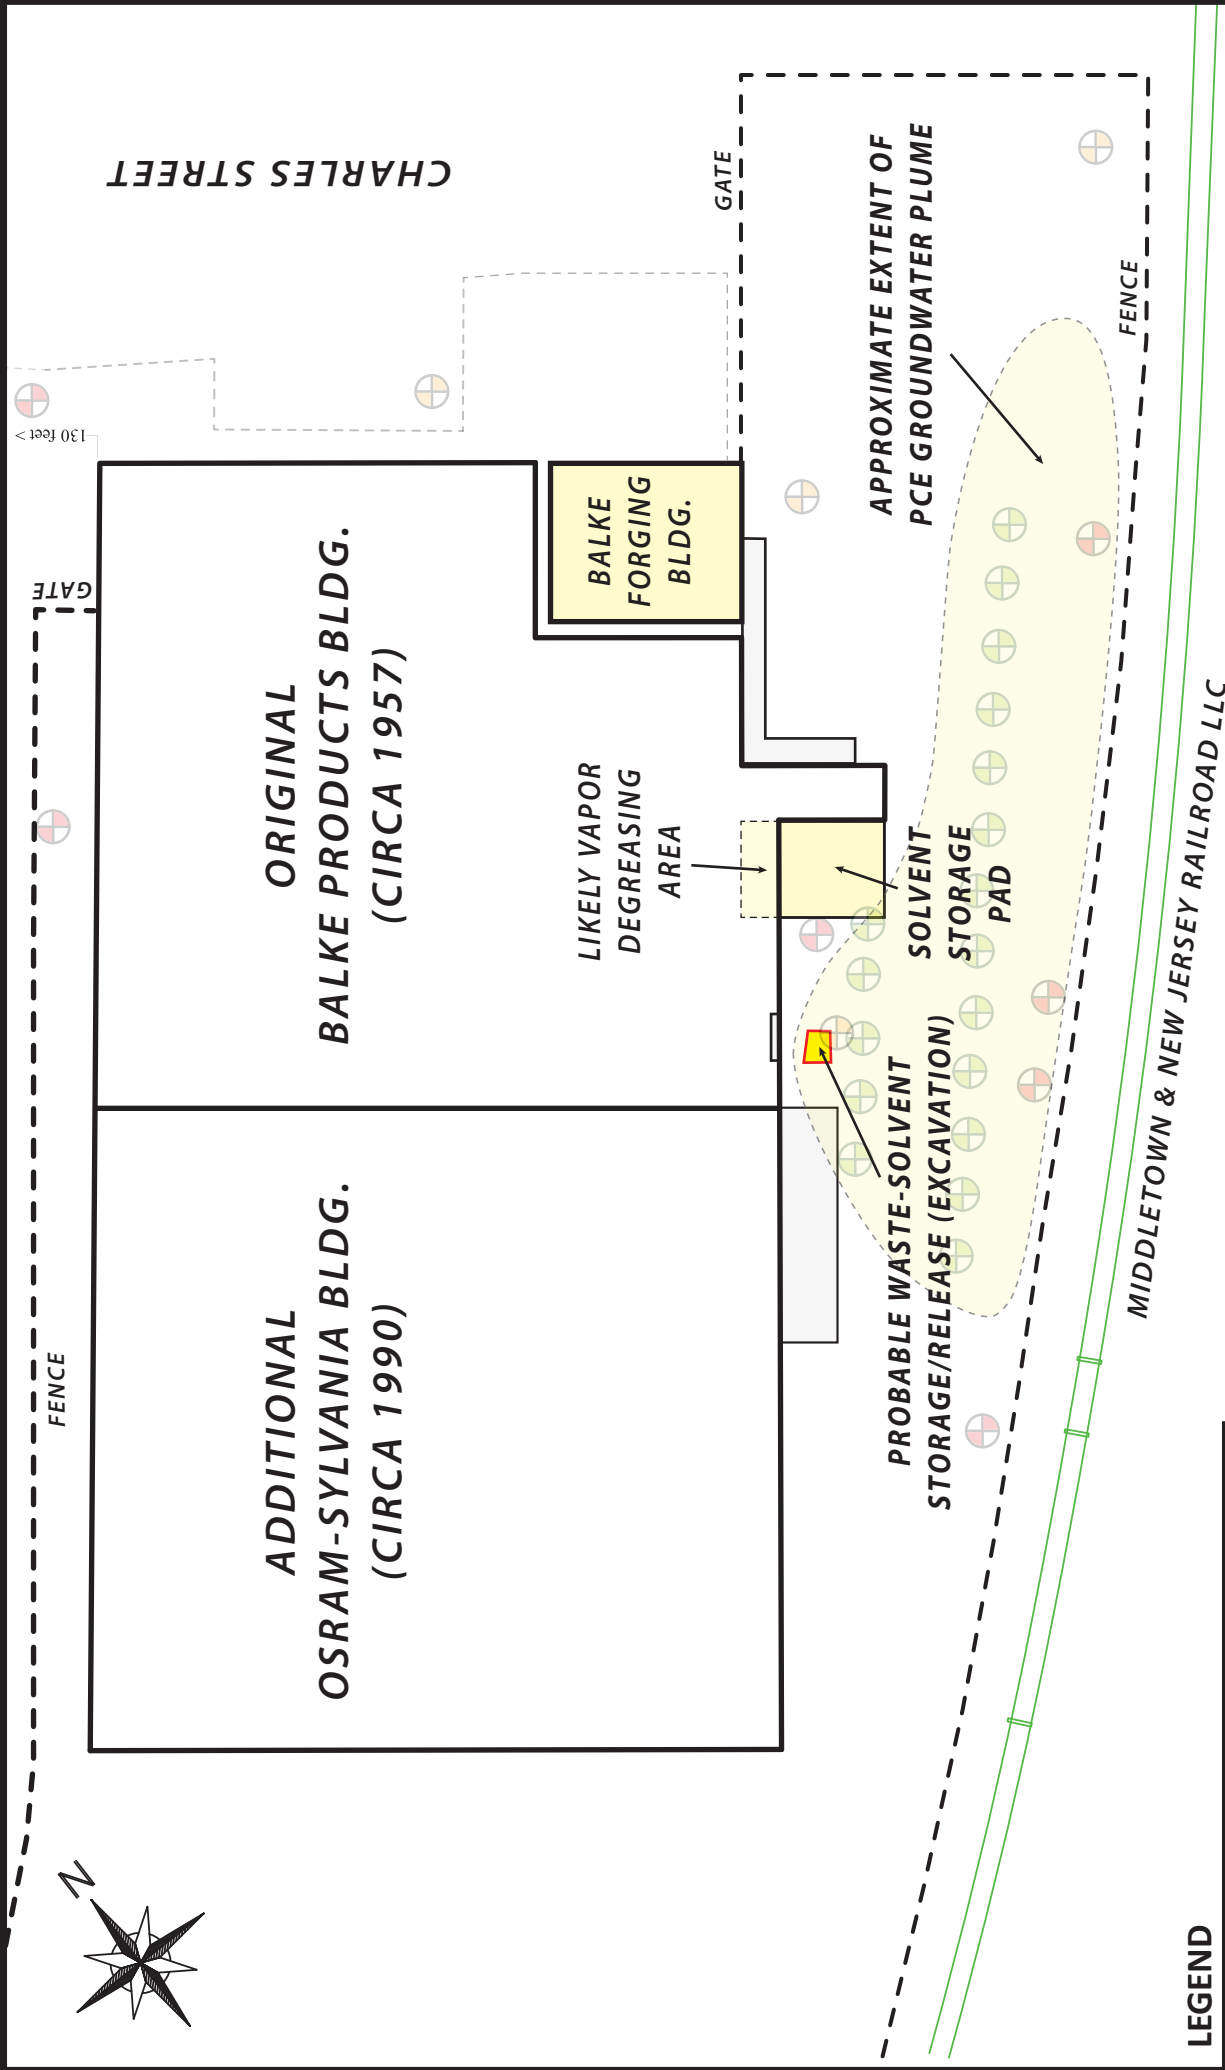 CHARLES STREET
GATE
APPROXIMATE EXTENT OF
PCE GROUNDWATER PLUME
FENCE
130 feet >
GATE
ORIGINAL
BALKE PRODUCTS BLDG.
(CIRCA 1957)
BALKE
FORGING
BLDG.
LIKELY VAPOR
DEGREASING
AREA
SOLVENT
STORAGE
PAD
PROBABLE WASTE-SOLVENT
STORAGE/RELEASE (EXCAVATION)
MIDDLETOWN & NEW JERSEY RAILROAD LLC
ADDITIONAL
OSRAM-SYLVANIA BLDG.
(CIRCA 1990)
FENCE
N
LEGEND